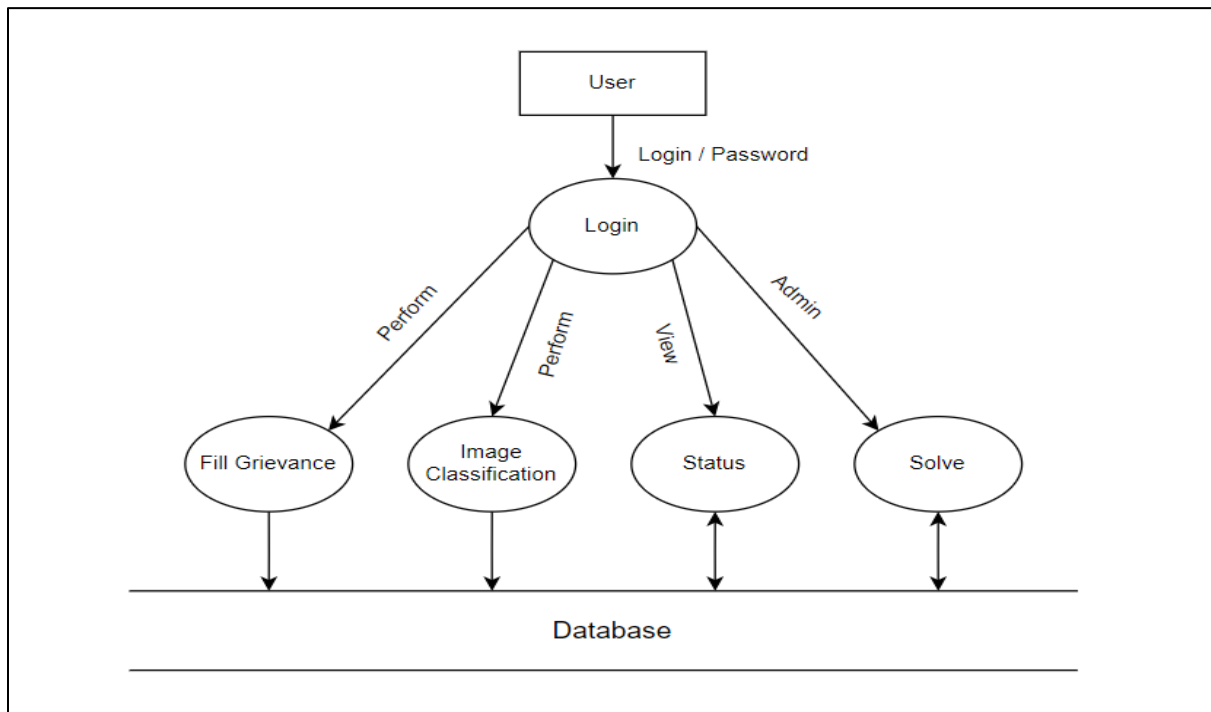 User
Login / Password
Login
Perform
Perform
View
Admin
Fill Grievance
Image
Classification
Status
Solve
Database